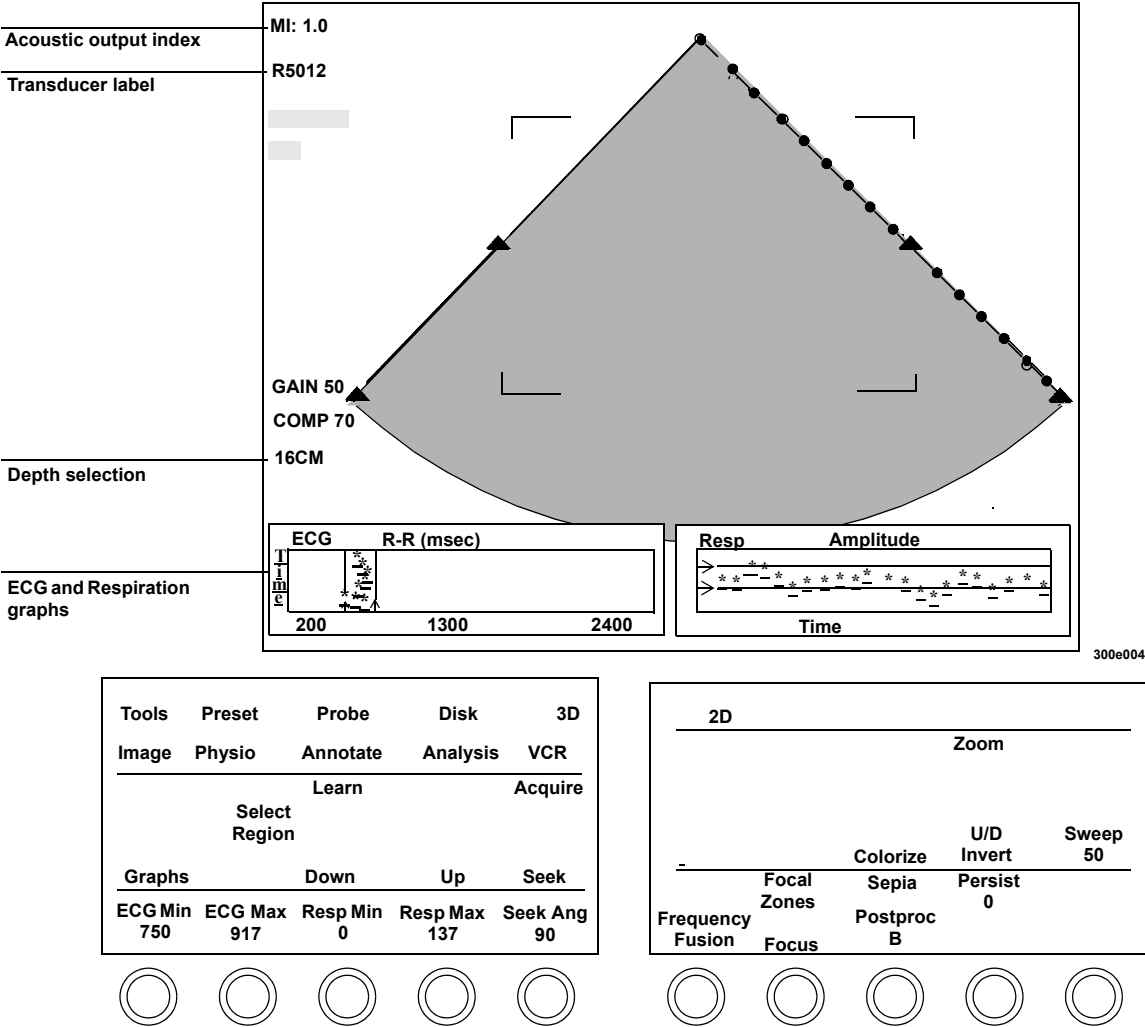 MI: 1.0
Acoustic output index
R5012
Transducer label
GAIN 50
COMP 70
16CM
Depth selection
ECG R-R (msec)
Time
200 1300 2400
ECG and Respiration
graphs
Resp Amplitude
Time
300e004
Tools Preset Probe Disk 3D
Image Physio Annotate Analysis VCR
Learn Acquire
Select
Region
Graphs Down Up Seek
ECG Min ECG Max Resp Min Resp Max Seek Ang
750 917 0 137 90
2D
Zoom
U/D Sweep
Colorize Invert 50
Focal Sepia Persist
Zones 0
Frequency Postproc
Fusion Focus B